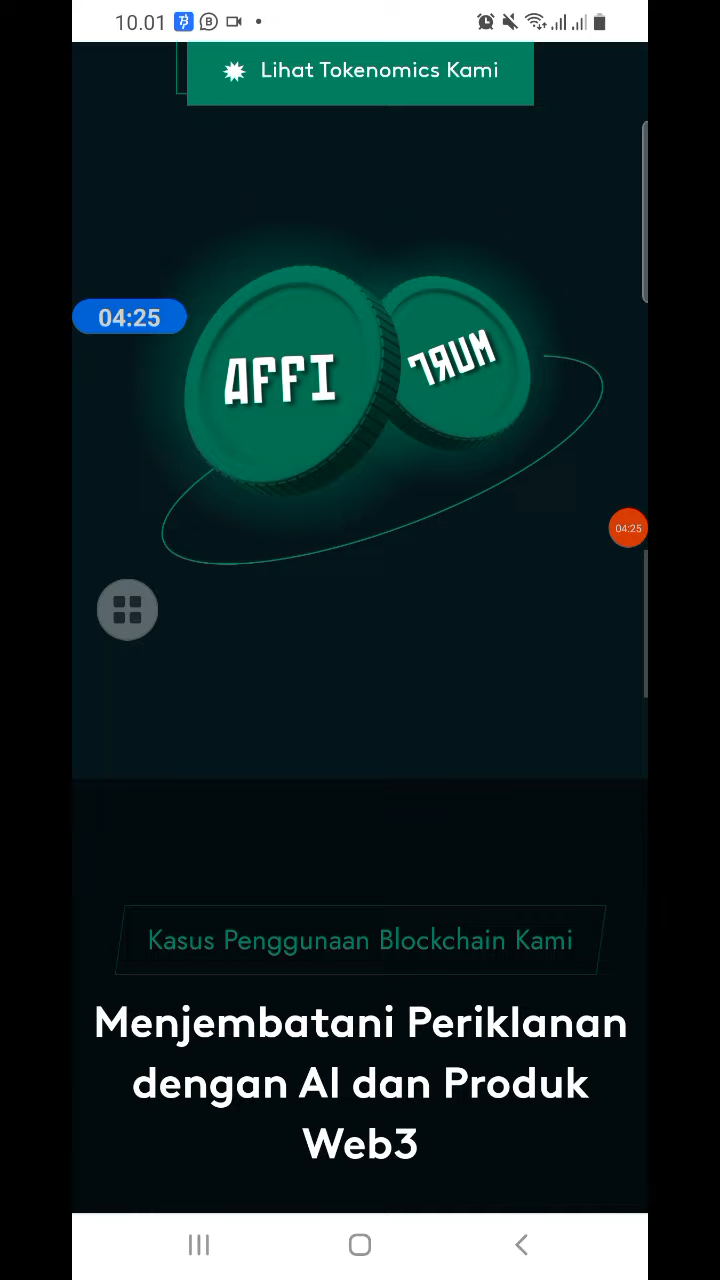 10.01
Lihat Tokenomics Kami
AFFI
04:25
04:25
Kasus Penggunaan Blockchain Kami
Menjembatani Periklanan
dengan AI dan Produk
Web3